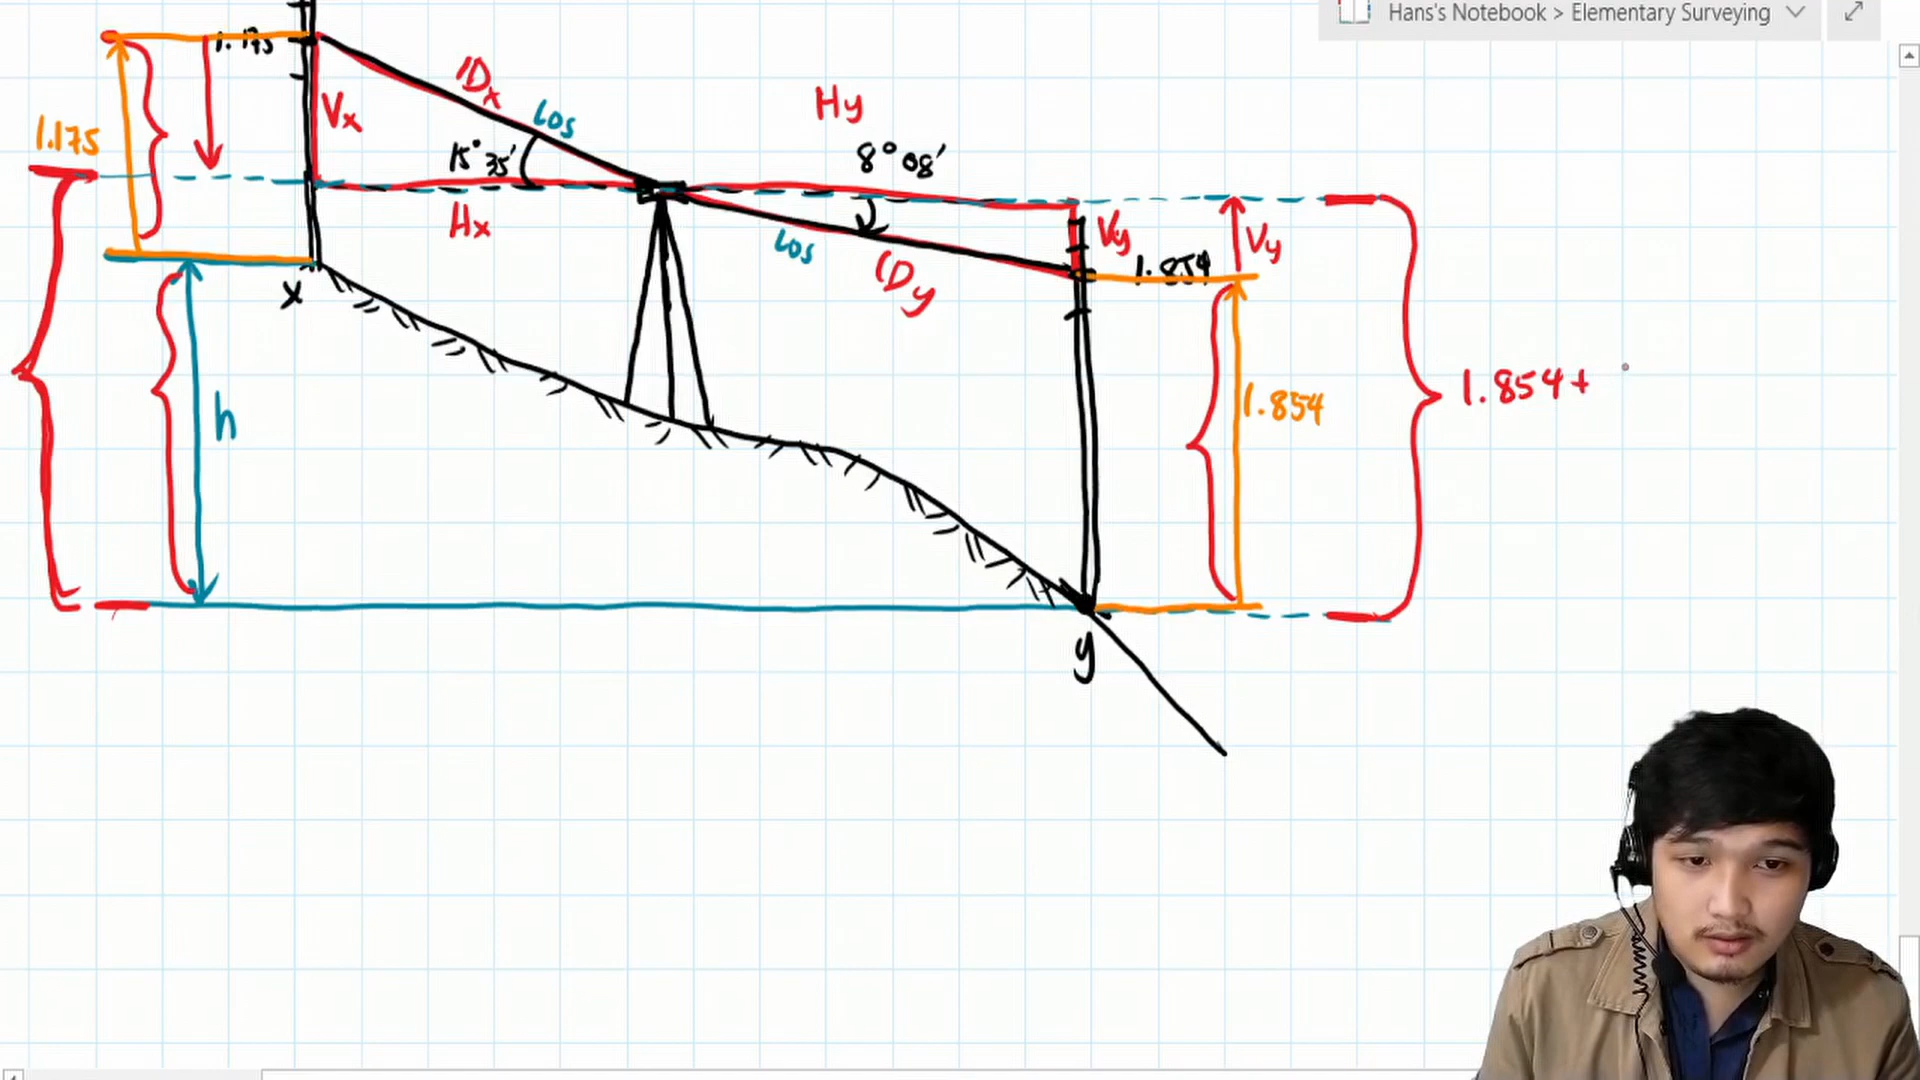 Hans's Notebook > Elementary Surveying
1.175
1.175
Vx
IDx
Los
15° 35'
Hx
Hy
8° 08'
Los
IDy
Vy
Vy
1.854
1.854
1.854+
x
h
y